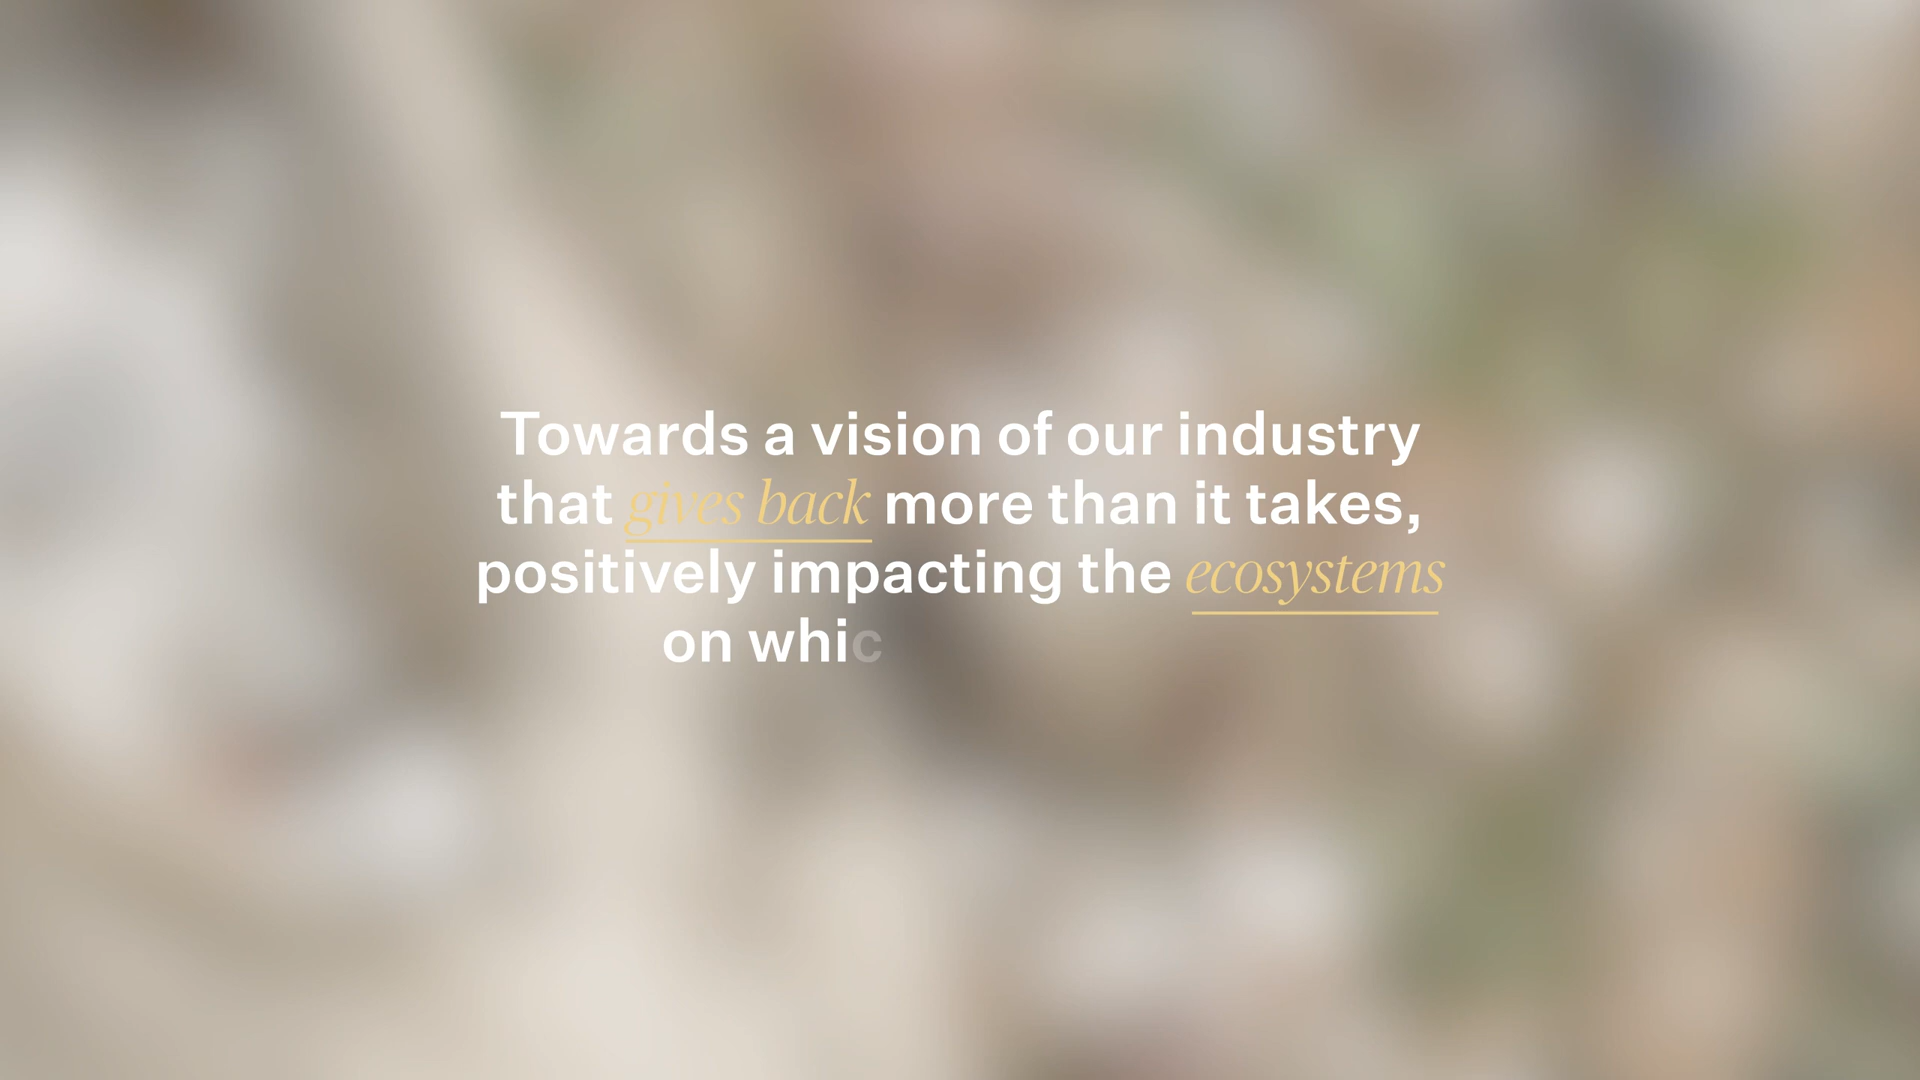 Towards a vision of our industry
that gives back more than it takes,
positively impacting the ecosystems
on whic